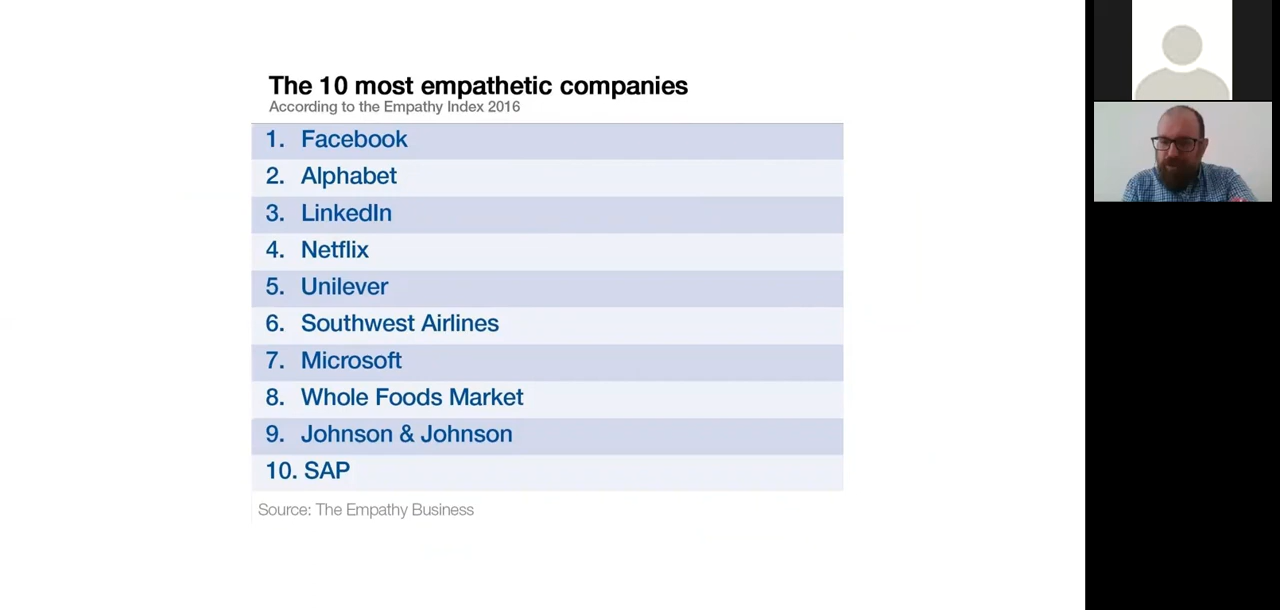 The 10 most empathetic companies
According to the Empathy Index 2016
1. Facebook
2. Alphabet
3. LinkedIn
4. Netflix
5. Unilever
6. Southwest Airlines
7. Microsoft
8. Whole Foods Market
9. Johnson & Johnson
10. SAP
Source: The Empathy Business